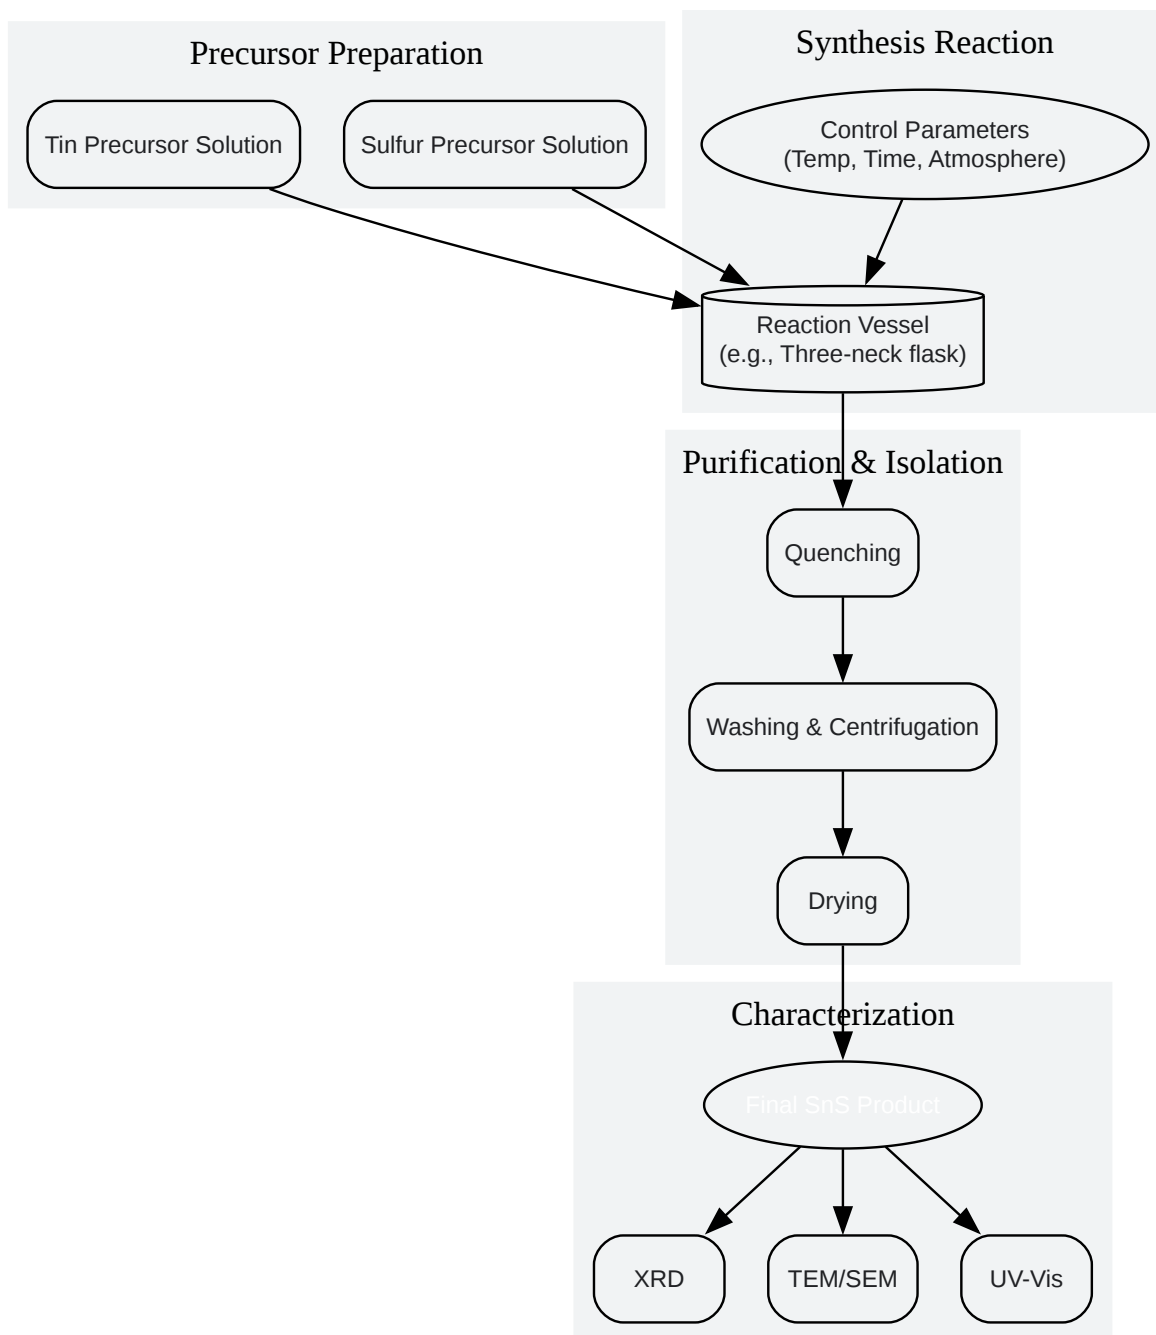 Precursor Preparation
Tin Precursor Solution
Sulfur Precursor Solution
Synthesis Reaction
Control Parameters
(Temp, Time, Atmosphere)
Reaction Vessel
(e.g., Three-neck flask)
Purification & Isolation
Quenching
Washing & Centrifugation
Drying
Characterization
Final SnS Product
XRD
TEM/SEM
UV-Vis